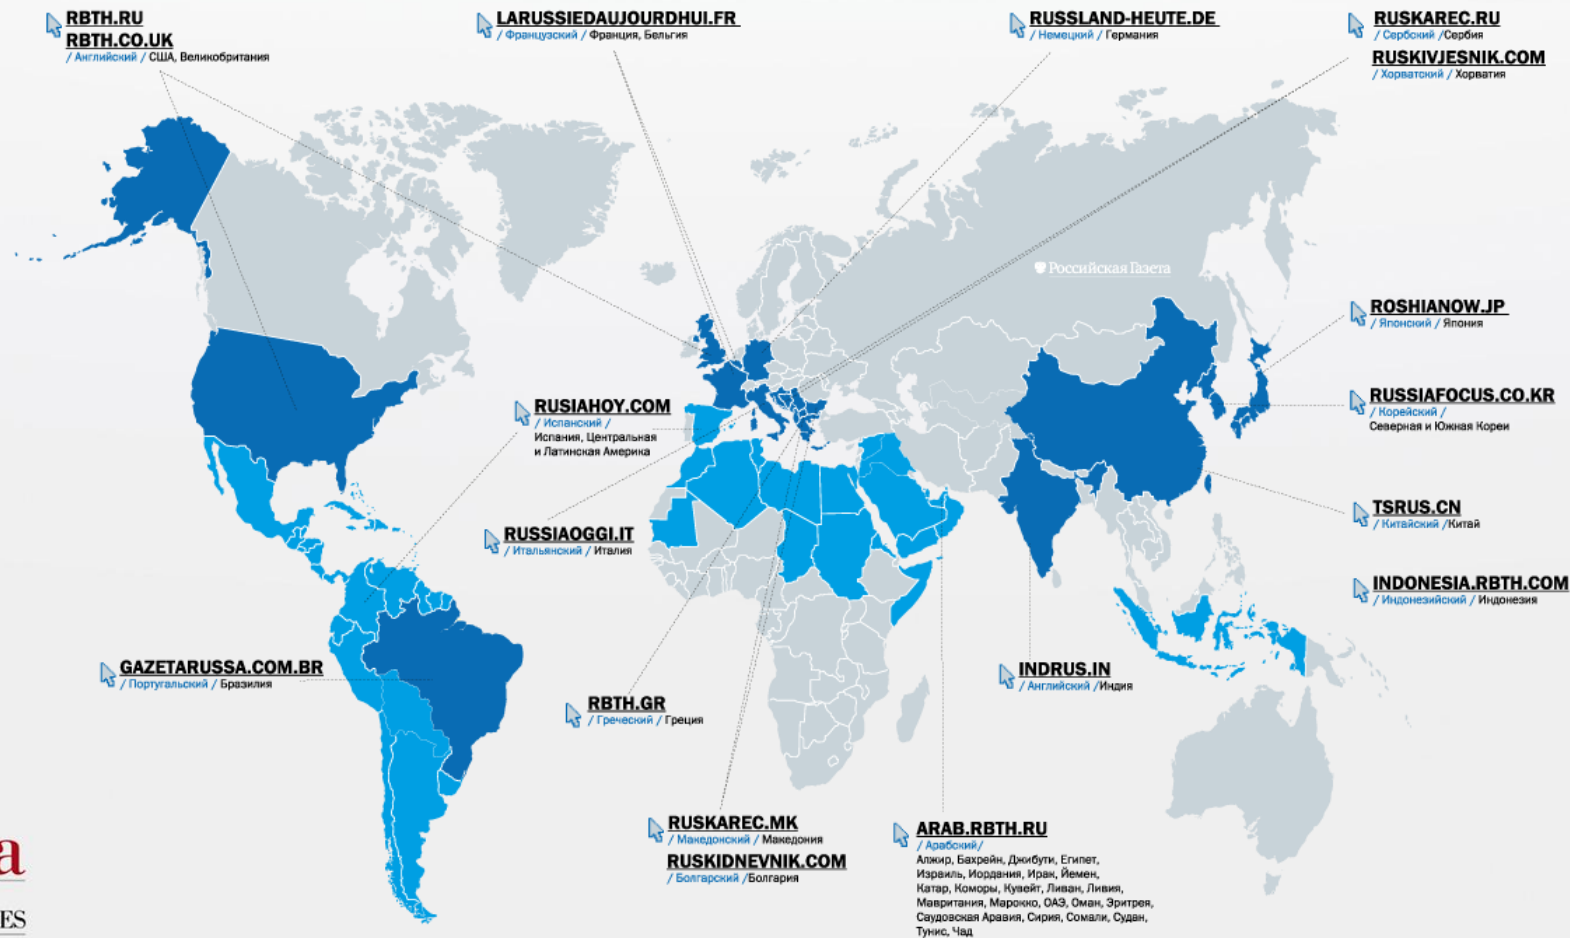 RBTH.RU
RBTH.CO.UK
/ Английский / США, Великобритания
LARUSSIEDAUJOURDHUI.FR
/ Французский / Франция, Бельгия
RUSSLAND-HEUTE.DE
/ Немецкий / Германия
RUSKAREC.RU
/ Сербский /Сербия
RUSKIVJESNIK.COM
/ Хорватский / Хорватия
Российская Газета
ROSHIANOW.JP
/ Японский / Япония
RUSIAHOY.COM
/ Испанский /
Испания, Центральная
и Латинская Америка
RUSSIAFOCUS.CO.KR
/ Корейский /
Северная и Южная Кореи
RUSSIAOGGI.IT
/ Итальянский / Италия
TSRUS.CN
/ Китайский /Китай
INDONESIA.RBTH.COM
/ Индонезийский / Индонезия
GAZETARUSSA.COM.BR
/ Португальский / Бразилия
INDRUS.IN
/ Английский /Индия
RBTH.GR
/ Греческий / Греция
RUSKAREC.MK
/ Македонский / Македония
RUSKIDNEVNIK.COM
/ Болгарский /Болгария
ARAB.RBTH.RU
/ Арабский/
Алжир, Бахрейн, Джибути, Египет,
Израиль, Иордания, Ирак, Йемен,
Катар, Коморы, Кувейт, Ливан, Ливия,
Мавритания, Марокко, ОАЭ, Оман, Эритрея,
Саудовская Аравия, Сирия, Сомали, Судан,
Тунис, Чад
a
ES